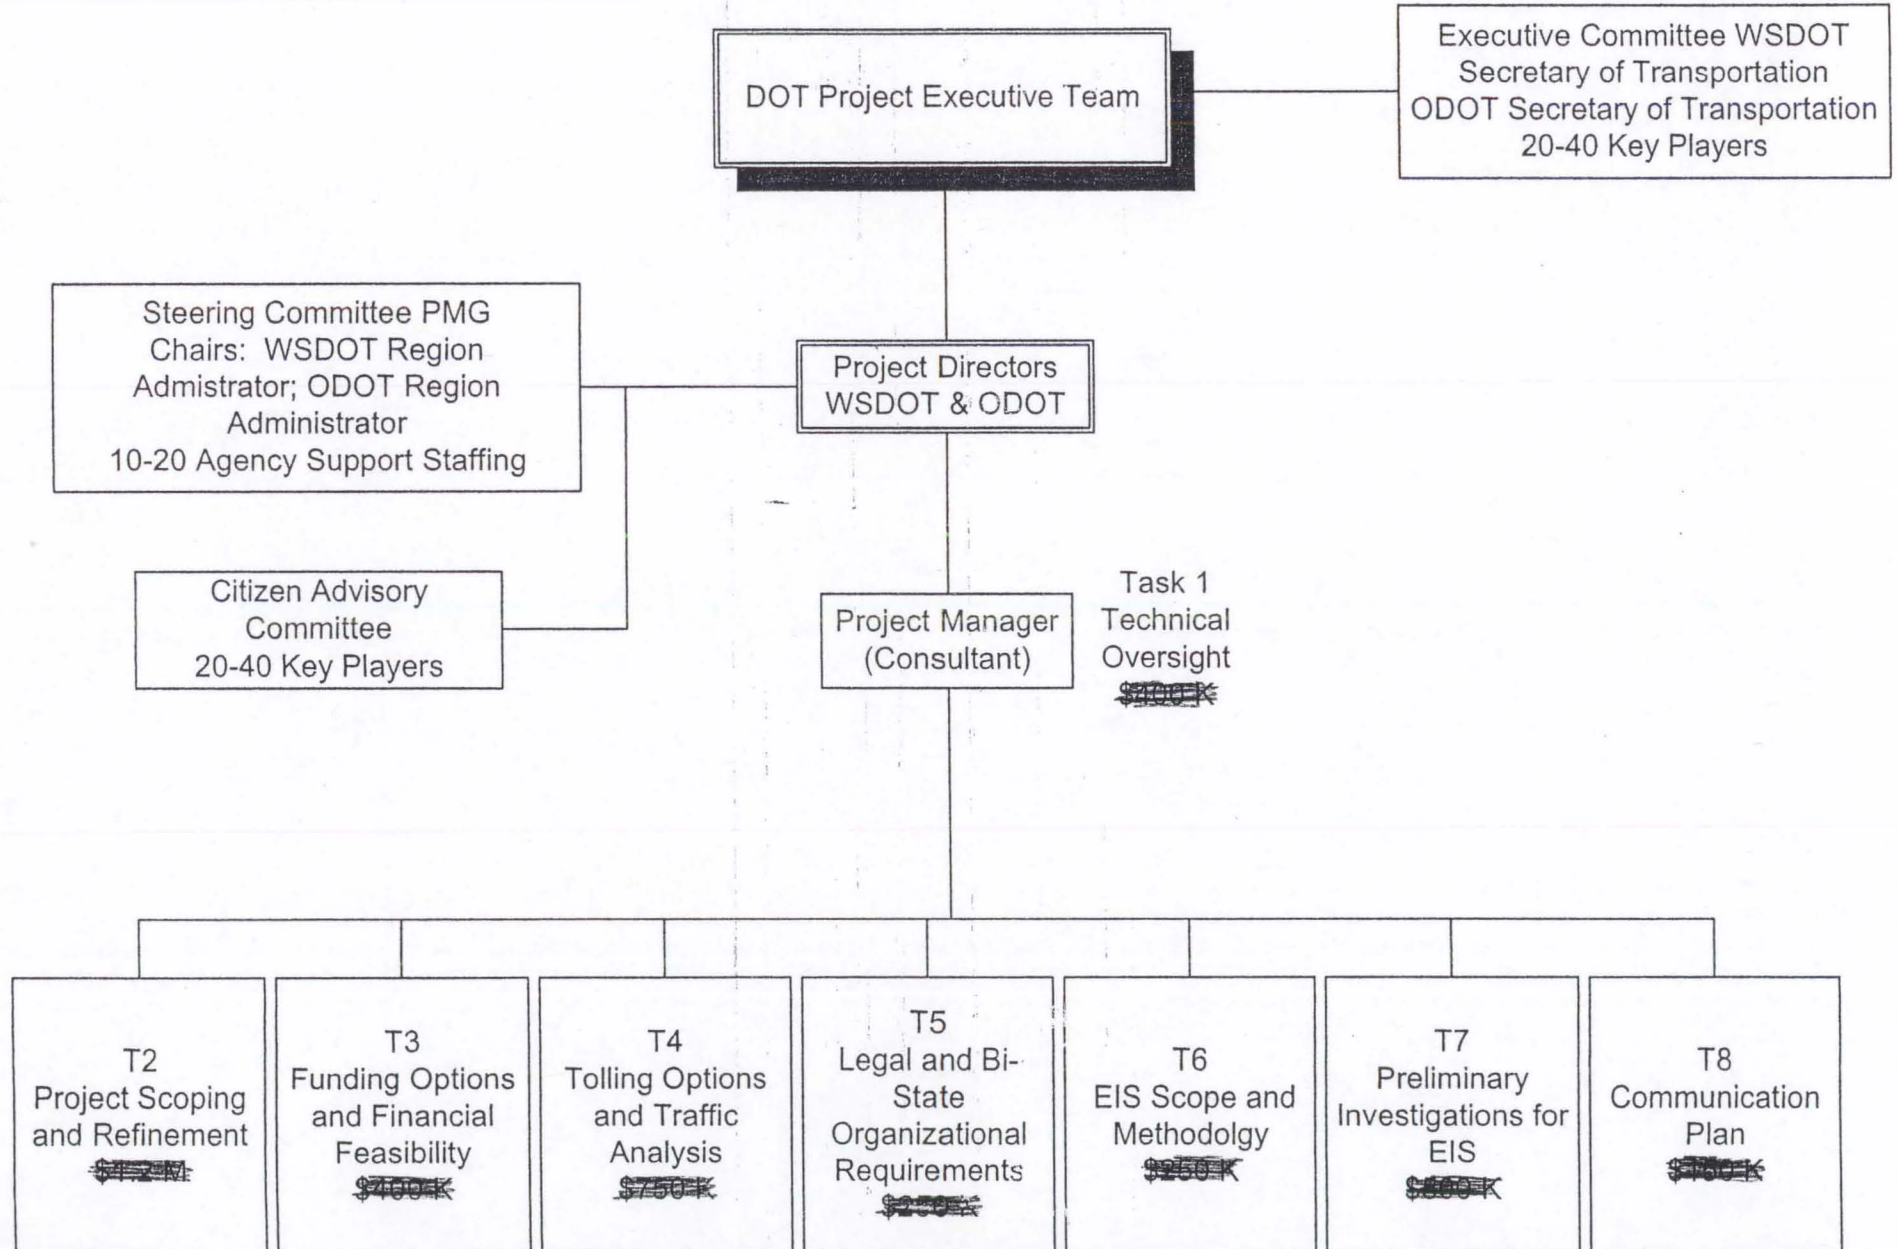 DOT Project Executive Team
Executive Committee WSDOT
Secretary of Transportation
ODOT Secretary of Transportation
20-40 Key Players
Steering Committee PMG
Chairs: WSDOT Region
Admistrator; ODOT Region
Administrator
10-20 Agency Support Staffing
Project Directors
WSDOT & ODOT
Citizen Advisory
Committee
20-40 Key Players
Project Manager
(Consultant)
Task 1
Technical
Oversight
$400 K
T2
Project Scoping
and Refinement
T3
Funding Options
and Financial
Feasibility
$400 K
T4
Tolling Options
and Traffic
Analysis
$750 K
T5
Legal and Bi-
State
Organizational
Requirements
T6
EIS Scope and
Methodolgy
$250 K
T7
Preliminary
Investigations for
EIS
T8
Communication
Plan